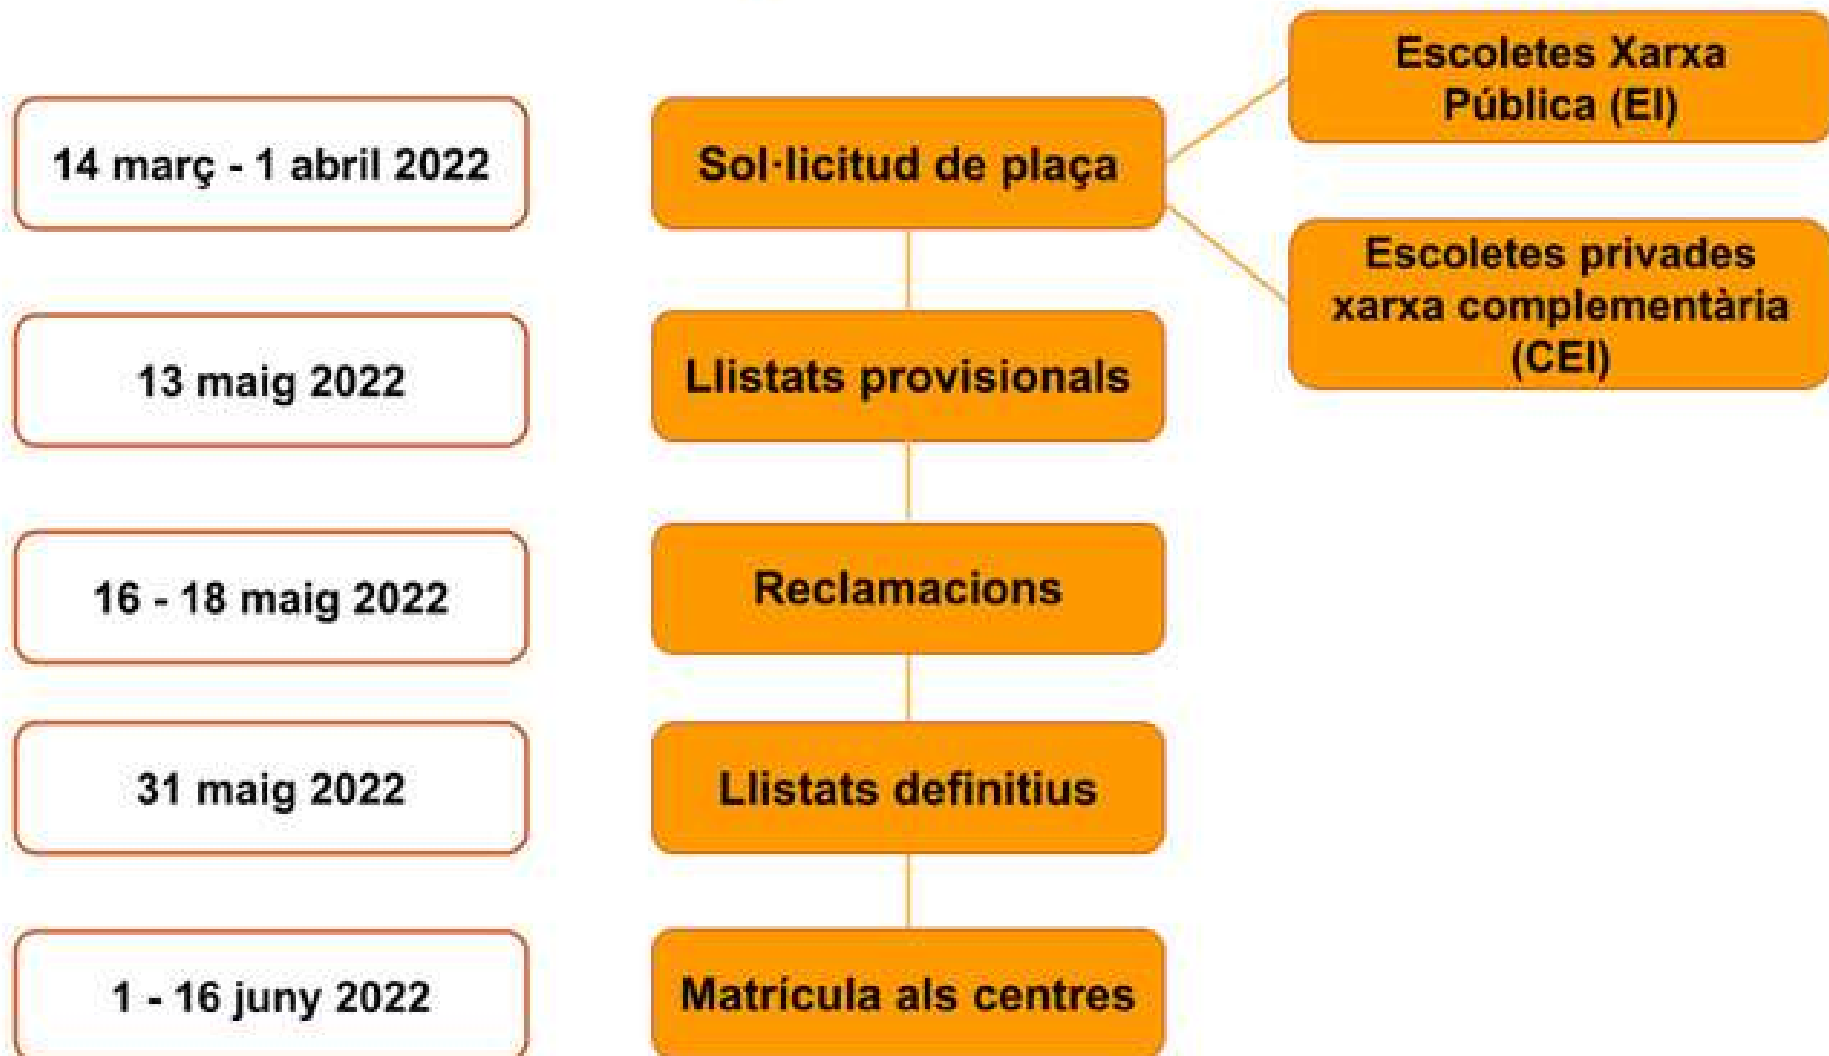 14 març - 1 abril 2022
Sol·licitud de plaça
Escoletes Xarxa
Pública (EI)
Escoletes privades
xarxa complementària
(CEI)
13 maig 2022
Llistats provisionals
16 - 18 maig 2022
Reclamacions
31 maig 2022
Llistats definitius
1 - 16 juny 2022
Matrícula als centres